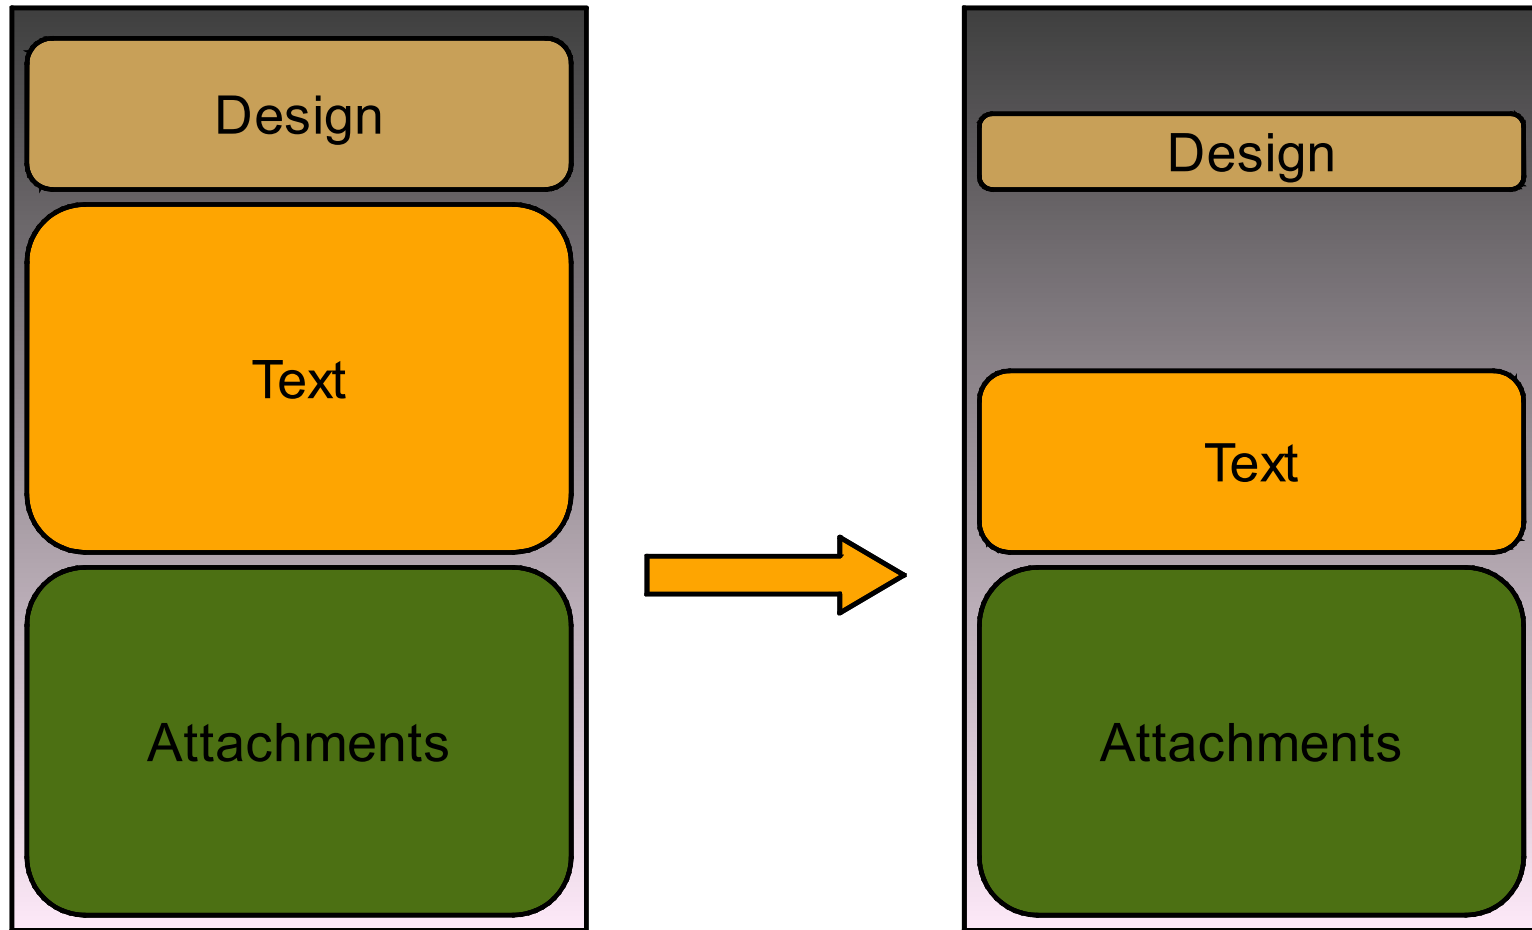 Design
Text
Attachments
Design
Text
Attachments